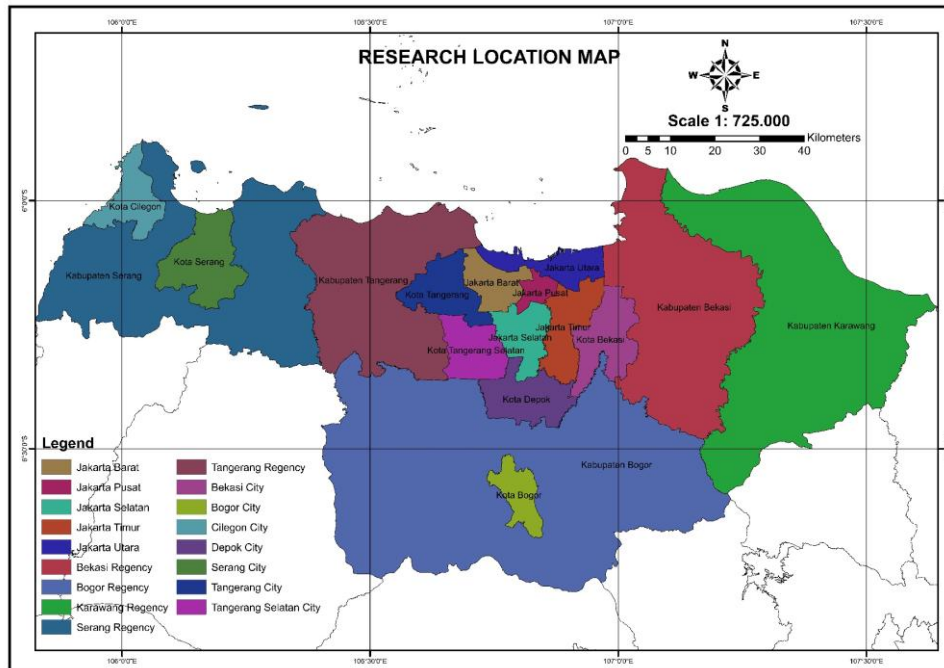 106°0'0"E 106°30'0"E 107°0'0"E 107°30'0"E
RESEARCH LOCATION MAP
N
W E
S
Scale 1: 725.000
Kilometers
0 5 10 20 30 40
6°0'0"S
Kota Cilegon
Kabupaten Serang
Kota Serang
Kabupaten Tangerang
Kota Tangerang
Jakarta Barat
Jakarta Utara
Jakarta Pusat
Jakarta Timur
Jakarta Selatan
Kota Bekasi
Kabupaten Bekasi
Kabupaten Karawang
Kota Tangerang Selatan
Kota Depok
6°30'0"S
Kabupaten Bogor
Kota Bogor
Legend
Jakarta Barat
Jakarta Pusat
Jakarta Selatan
Jakarta Timur
Jakarta Utara
Bekasi Regency
Bogor Regency
Karawang Regency
Serang Regency
Tangerang Regency
Bekasi City
Bogor City
Cilegon City
Depok City
Serang City
Tangerang City
Tangerang Selatan City
106°0'0"E 106°30'0"E 107°0'0"E 107°30'0"E